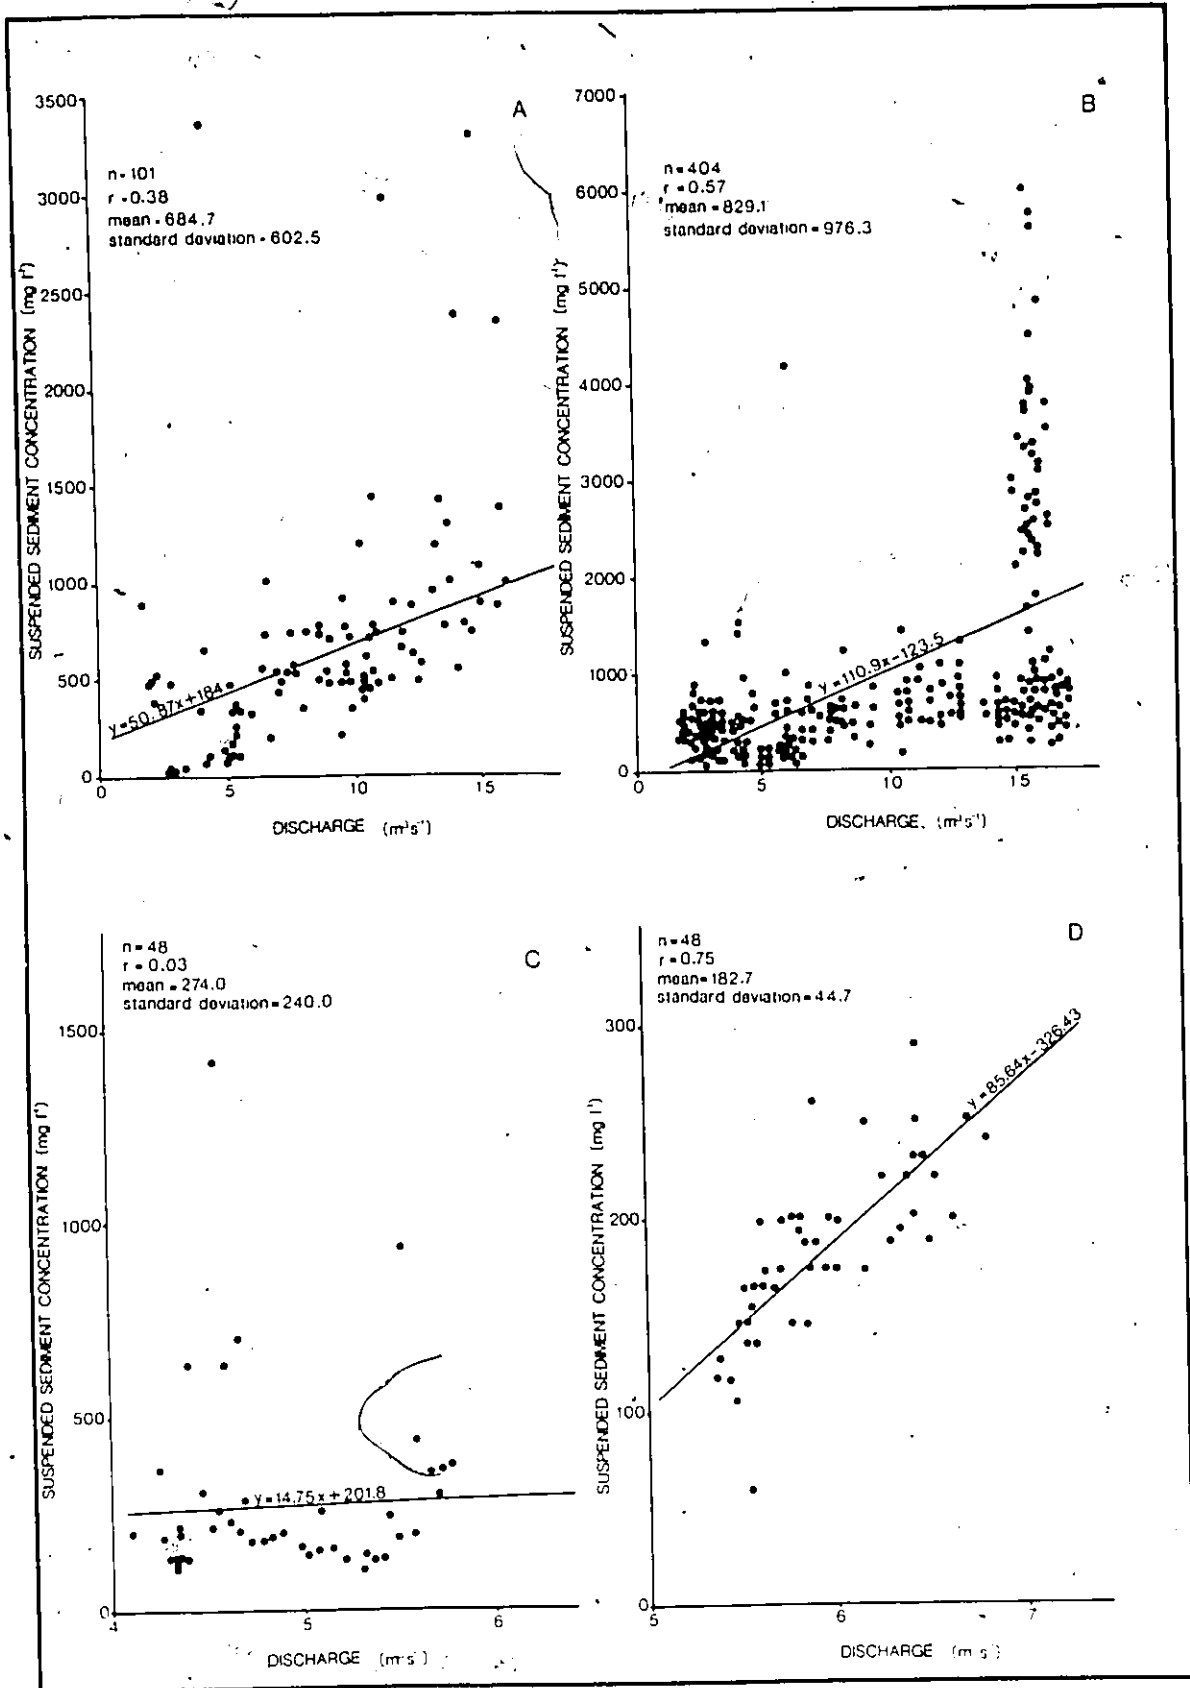 A
3500
3000
2500
2000
1500
1000
500
0
n=101
r =0.38
mean = 684.7
standard deviation = 602.5
y=50.87x+184
SUSPENDED SEDIMENT CONCENTRATION (mg l⁻¹)
0 5 10 15
DISCHARGE (m³s⁻¹)
B
7000
6000
5000
4000
3000
2000
1000
0
n=404
r =0.57
mean =829.1
standard deviation =976.3
y=110.9x-123.5
SUSPENDED SEDIMENT CONCENTRATION (mg l⁻¹)
0 5 10 15
DISCHARGE (m³s⁻¹)
C
1500
1000
500
0
n=48
r =0.03
mean =274.0
standard deviation=240.0
y=14.75x+201.8
SUSPENDED SEDIMENT CONCENTRATION (mg l⁻¹)
4 5 6
DISCHARGE
D
300
200
100
0
n=48
r =0.75
mean=182.7
standard deviation=44.7
y=85.64x-326.43
SUSPENDED SEDIMENT CONCENTRATION (mg l⁻¹)
5 6 7
DISCHARGE